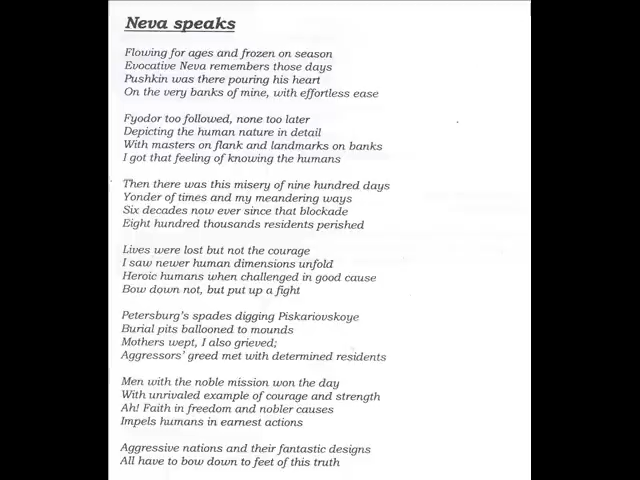 Neva speaks
Flowing for ages and frozen on season
Evocative Neva remembers those days
Pushkin was there pouring his heart
On the very banks of mine, with effortless ease
Fyodor too followed, none too later
Depicting the human nature in detail
With masters on flank and landmarks on banks
I got that feeling of knowing the humans
Then there was this misery of nine hundred days
Yonder of times and my meandering ways
Six decades now ever since that blockade
Eight hundred thousands residents perished
Lives were lost but not the courage
I saw newer human dimensions unfold
Heroic humans when challenged in good cause
Bow down not, but put up a fight
Petersburg's spades digging Piskariovskoye
Burial pits ballooned to mounds
Mothers wept, I also grieved;
Aggressors' greed met with determined residents
Men with the noble mission won the day
With unrivaled example of courage and strength
Ah! Faith in freedom and nobler causes
Impels humans in earnest actions
Aggressive nations and their fantastic designs
All have to bow down to feet of this truth